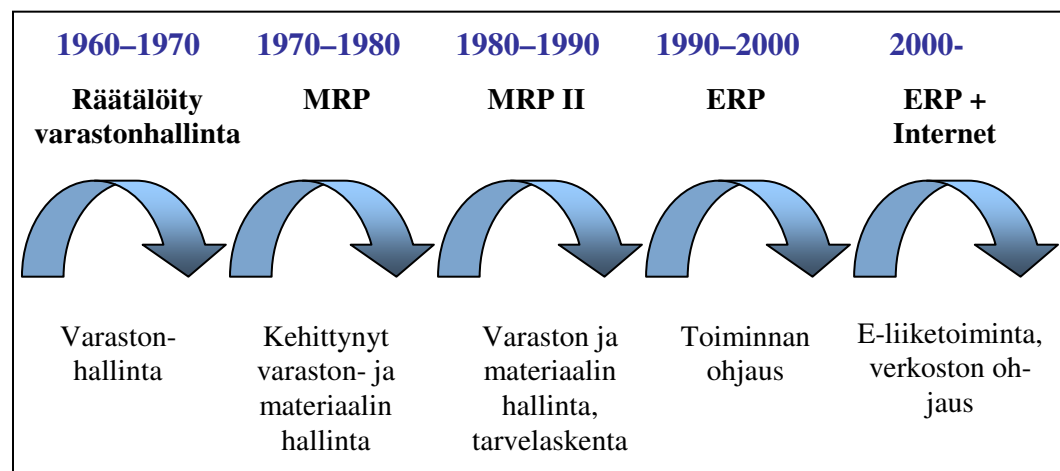 1960–1970
Räätälöity
varastonhallinta
Varaston-
hallinta
1970–1980
MRP
Kehittynyt
varaston- ja
materiaalin
hallinta
1980–1990
MRP II
Varaston ja
materiaalin
hallinta,
tarvelaskenta
1990–2000
ERP
Toiminnan
ohjaus
2000-
ERP +
Internet
E-liiketoiminta,
verkoston oh-
jaus